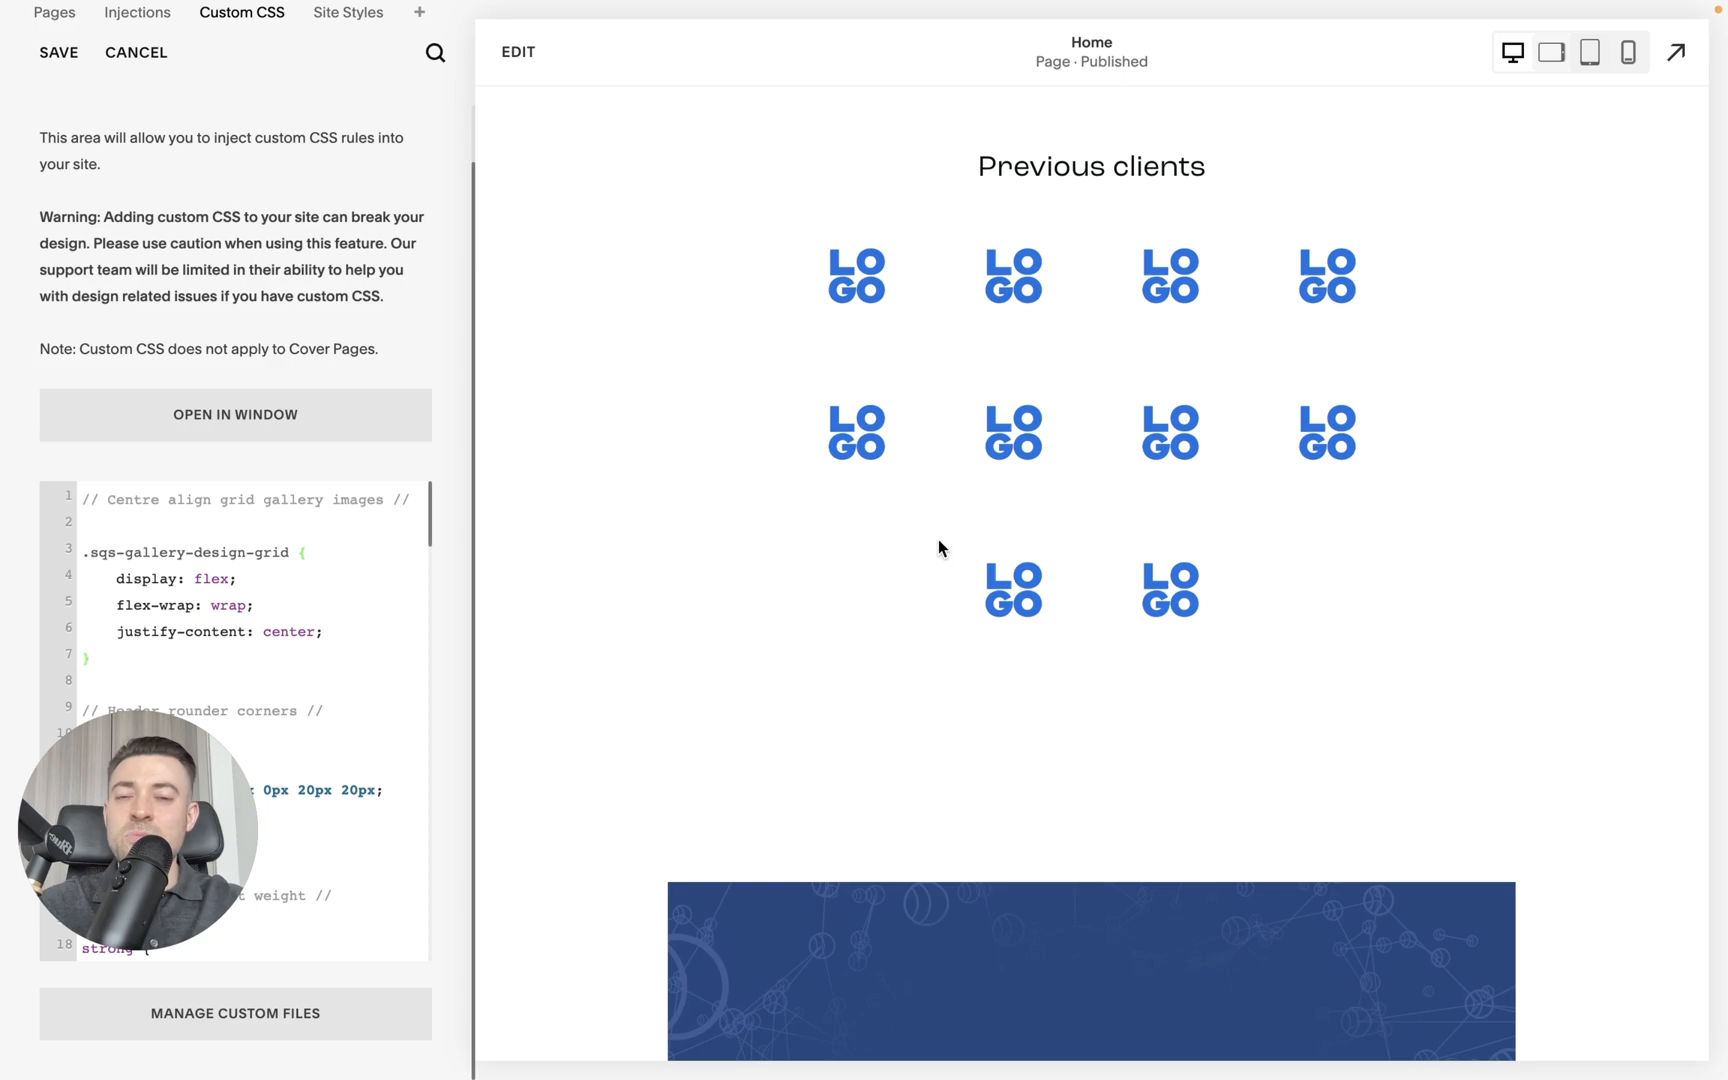 Pages Injections Custom CSS Site Styles +
SAVE CANCEL
EDIT
Home
Page · Published
This area will allow you to inject custom CSS rules into
your site.
Warning: Adding custom CSS to your site can break your
design. Please use caution when using this feature. Our
support team will be limited in their ability to help you
with design related issues if you have custom CSS.
Note: Custom CSS does not apply to Cover Pages.
OPEN IN WINDOW
1 // Centre align grid gallery images //
2
3 .sqs-gallery-design-grid {
4 display: flex;
5 flex-wrap: wrap;
6 justify-content: center;
7 }
8
9 // Header rounder corners //
10
0px 20px 20px;
weight //
18 strong {
MANAGE CUSTOM FILES
Previous clients
LO LO LO LO
GO GO GO GO
LO LO LO LO
GO GO GO GO
LO LO
GO GO